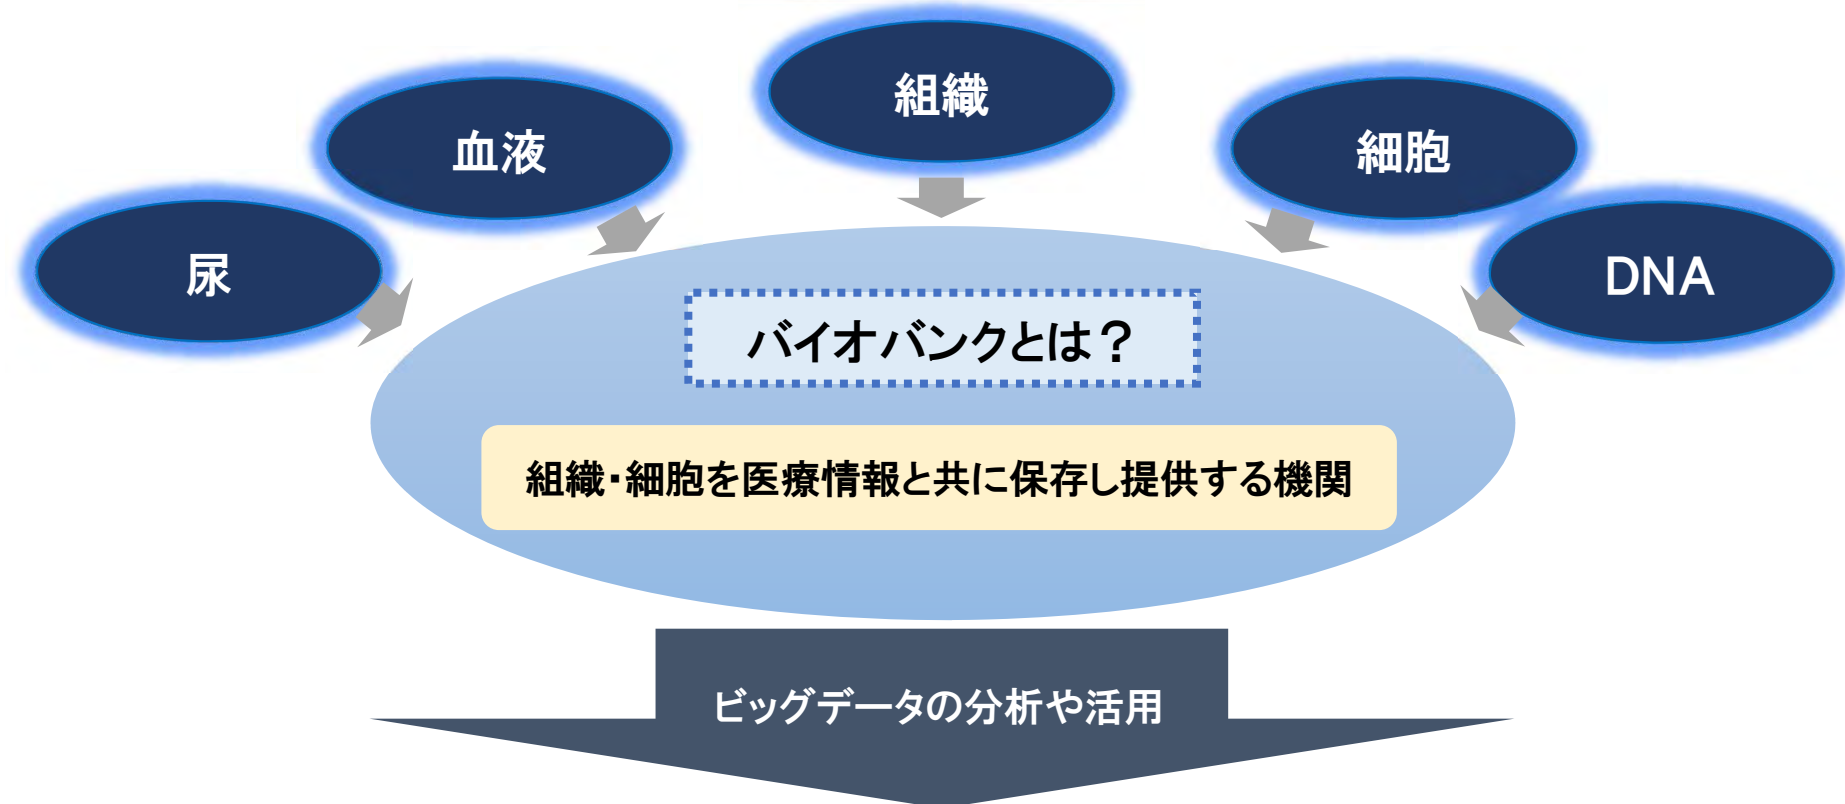 組織
血液
細胞
尿
DNA
バイオバンクとは？
組織・細胞を医療情報と共に保存し提供する機関
ビッグデータの分析や活用